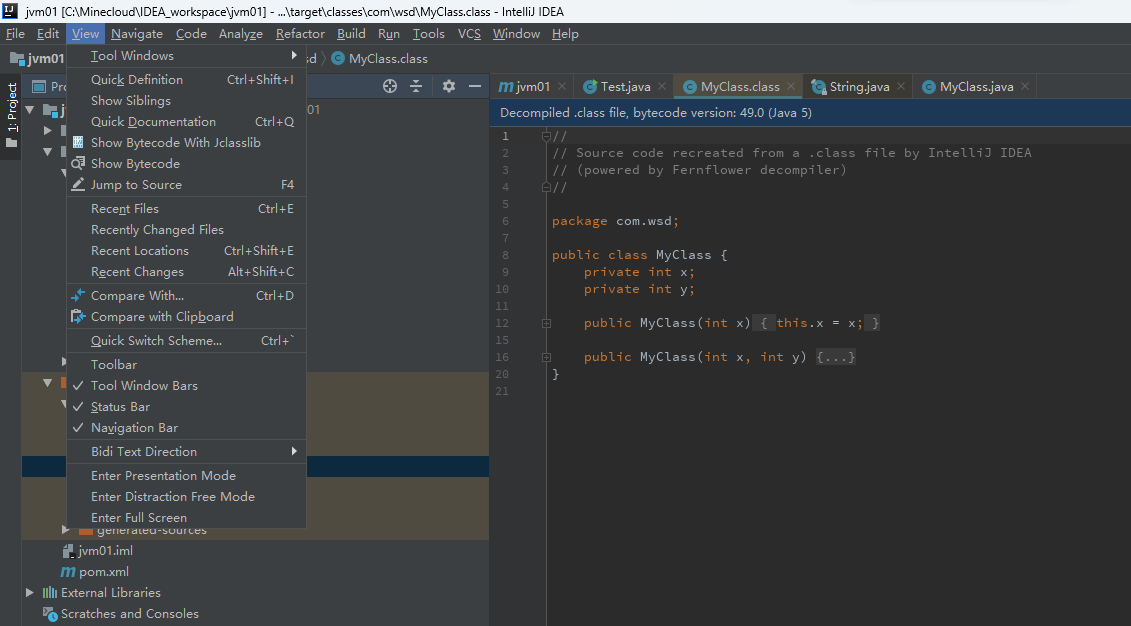 jvm01 [C:\Minecloud\IDEA_workspace\jvm01] - ...\target\classes\com\wsd\MyClass.class - IntelliJ IDEA
File Edit View Navigate Code Analyze Refactor Build Run Tools VCS Window Help
jvm01 sd MyClass.class
1: Project
Tool Windows
Quick Definition Ctrl+Shift+I
Show Siblings
Quick Documentation Ctrl+Q
Show Bytecode With Jclasslib
Show Bytecode
Jump to Source F4
Recent Files Ctrl+E
Recently Changed Files
Recent Locations Ctrl+Shift+E
Recent Changes Alt+Shift+C
Compare With... Ctrl+D
Compare with Clipboard
Quick Switch Scheme... Ctrl+`
Toolbar
Tool Window Bars
Status Bar
Navigation Bar
Bidi Text Direction
Enter Presentation Mode
Enter Distraction Free Mode
Enter Full Screen
generated-sources
jvm01.iml
pom.xml
External Libraries
Scratches and Consoles
jvm01 Test.java MyClass.class String.java MyClass.java
Decompiled .class file, bytecode version: 49.0 (Java 5)
1 //
2 // Source code recreated from a .class file by IntelliJ IDEA
3 // (powered by Fernflower decompiler)
4 //
5
6 package com.wsd;
7
8 public class MyClass {
9 private int x;
10 private int y;
11
12 public MyClass(int x) { this.x = x; }
15
16 public MyClass(int x, int y) {...}
20 }
21